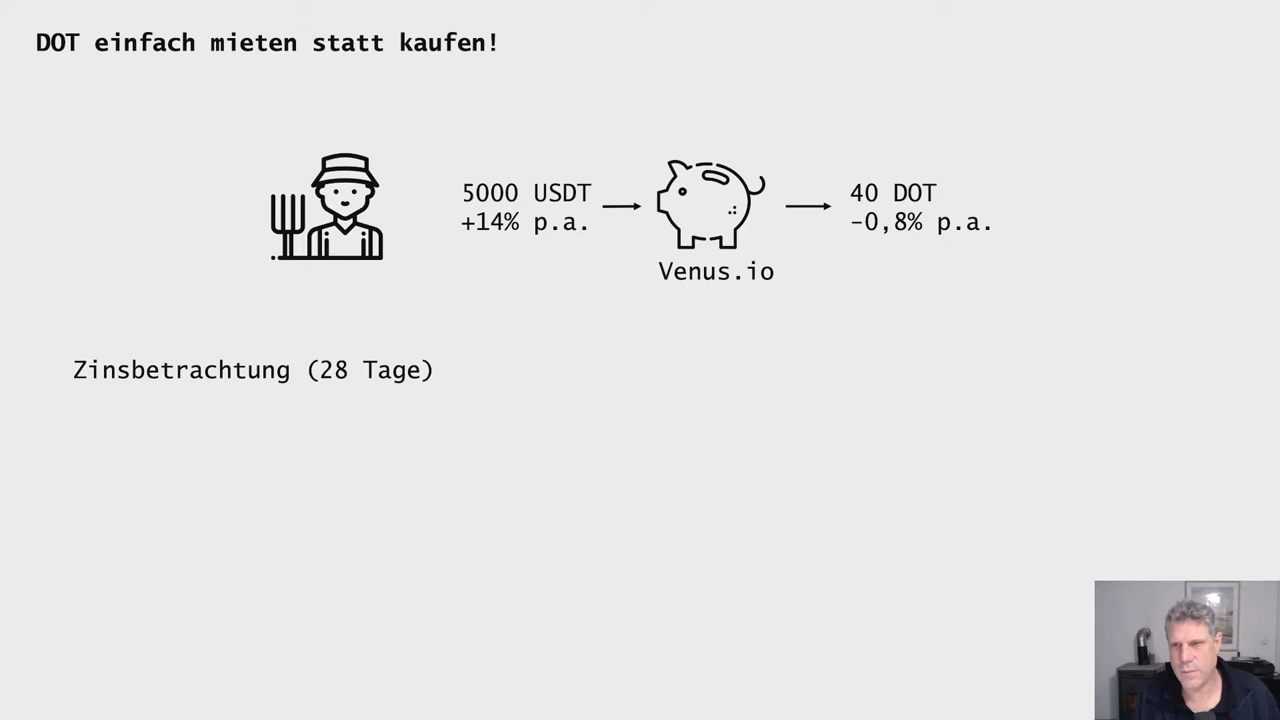 DOT einfach mieten statt kaufen!
5000 USDT
+14% p.a.
Venus.io
40 DOT
-0,8% p.a.
Zinsbetrachtung (28 Tage)